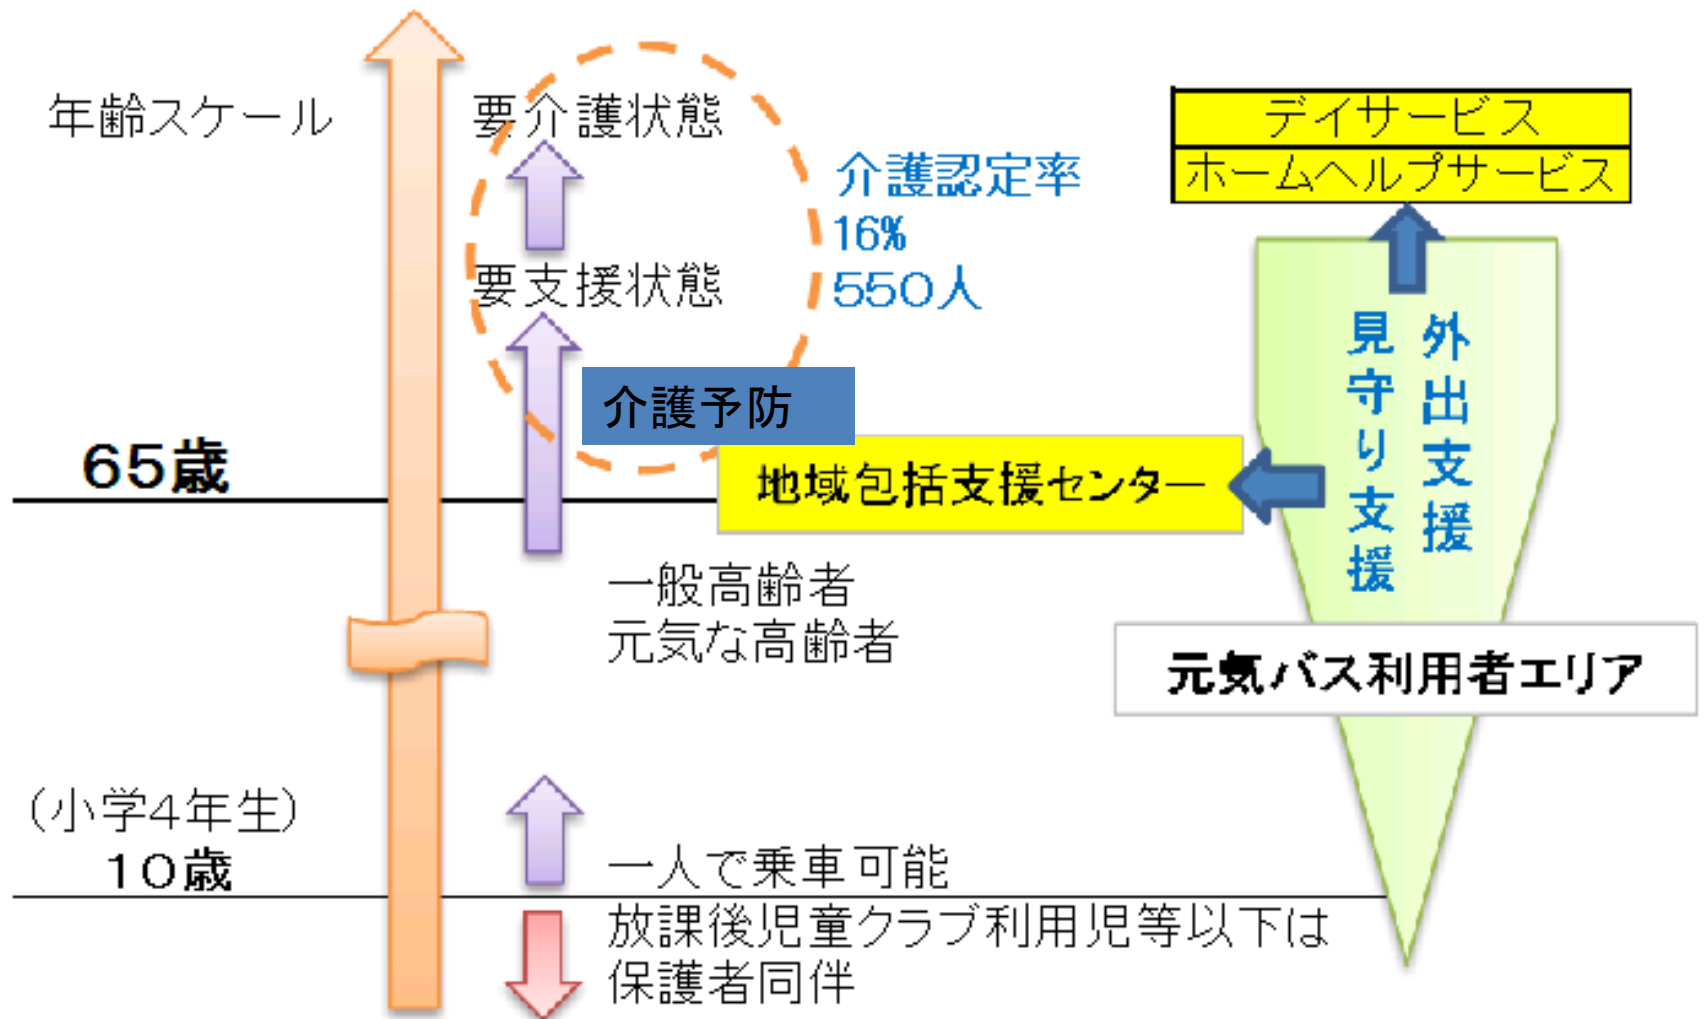 年齢スケール
要介護状態
介護認定率
16%
550人
要支援状態
介護予防
65歳
地域包括支援センター
一般高齢者
元気な高齢者
(小学4年生)
10歳
一人で乗車可能
放課後児童クラブ利用児等以下は
保護者同伴
デイサービス
ホームヘルプサービス
外出支援
見守り支援
元気バス利用者エリア